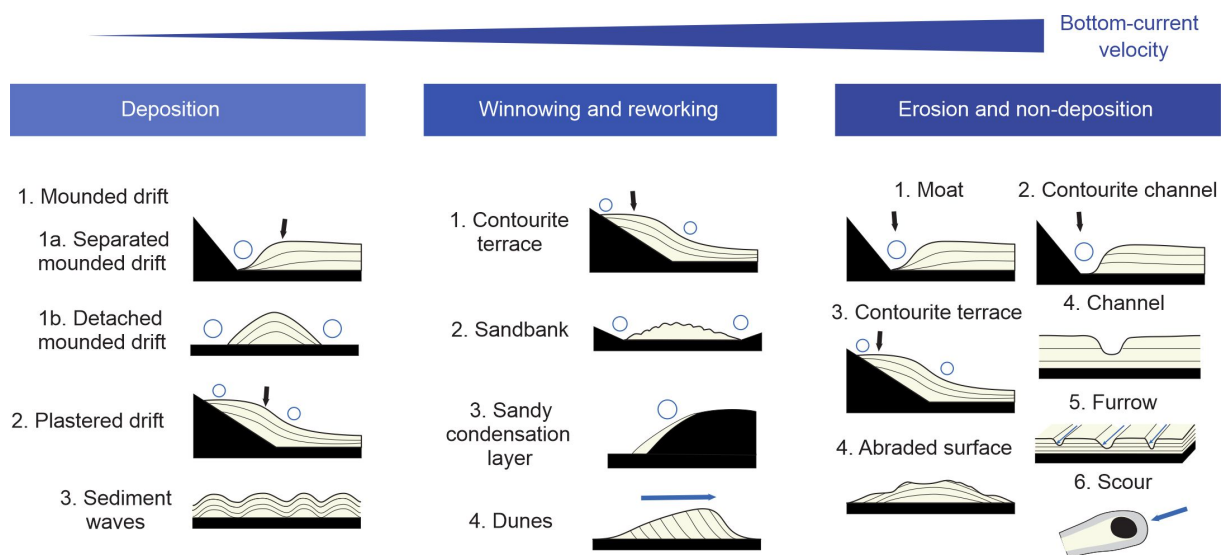 Bottom-current
velocity
Deposition
1. Mounded drift
1a. Separated
mounded drift
1b. Detached
mounded drift
2. Plastered drift
3. Sediment
waves
Winnowing and reworking
1. Contourite
terrace
2. Sandbank
3. Sandy
condensation
layer
4. Dunes
Erosion and non-deposition
1. Moat
2. Contourite channel
3. Contourite terrace
4. Channel
5. Furrow
4. Abraded surface
6. Scour